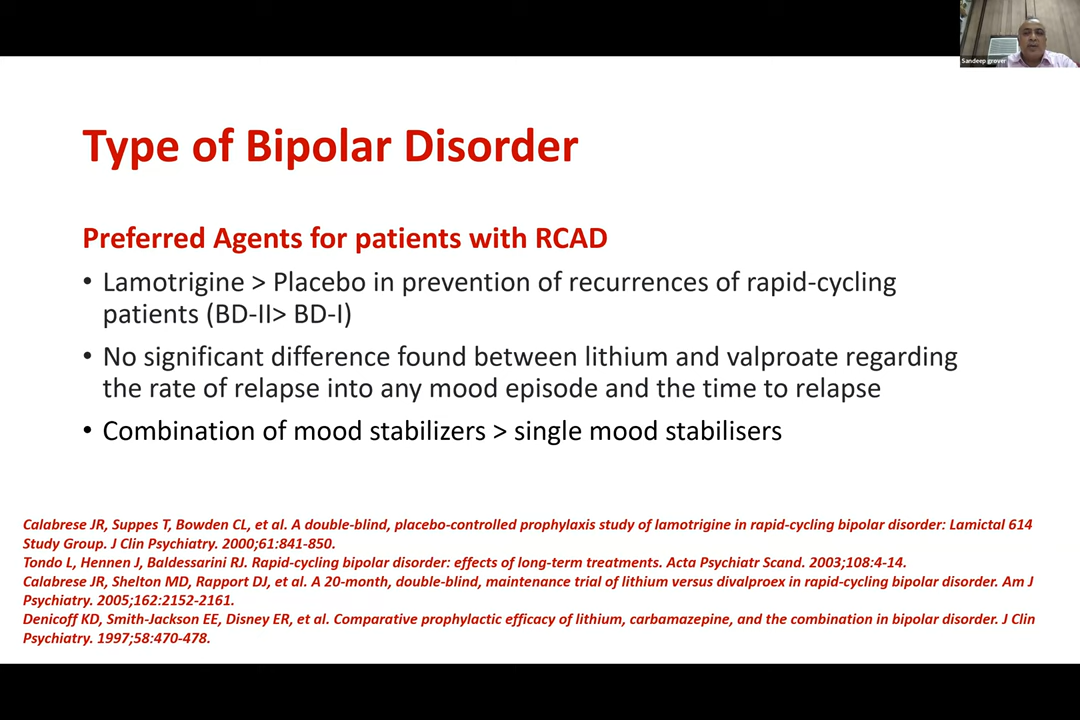 Sandeep grover
Type of Bipolar Disorder
Preferred Agents for patients with RCAD
• Lamotrigine > Placebo in prevention of recurrences of rapid-cycling
patients (BD-II> BD-I)
• No significant difference found between lithium and valproate regarding
the rate of relapse into any mood episode and the time to relapse
• Combination of mood stabilizers > single mood stabilisers
Calabrese JR, Suppes T, Bowden CL, et al. A double-blind, placebo-controlled prophylaxis study of lamotrigine in rapid-cycling bipolar disorder: Lamictal 614
Study Group. J Clin Psychiatry. 2000;61:841-850.
Tondo L, Hennen J, Baldessarini RJ. Rapid-cycling bipolar disorder: effects of long-term treatments. Acta Psychiatr Scand. 2003;108:4-14.
Calabrese JR, Shelton MD, Rapport DJ, et al. A 20-month, double-blind, maintenance trial of lithium versus divalproex in rapid-cycling bipolar disorder. Am J
Psychiatry. 2005;162:2152-2161.
Denicoff KD, Smith-Jackson EE, Disney ER, et al. Comparative prophylactic efficacy of lithium, carbamazepine, and the combination in bipolar disorder. J Clin
Psychiatry. 1997;58:470-478.